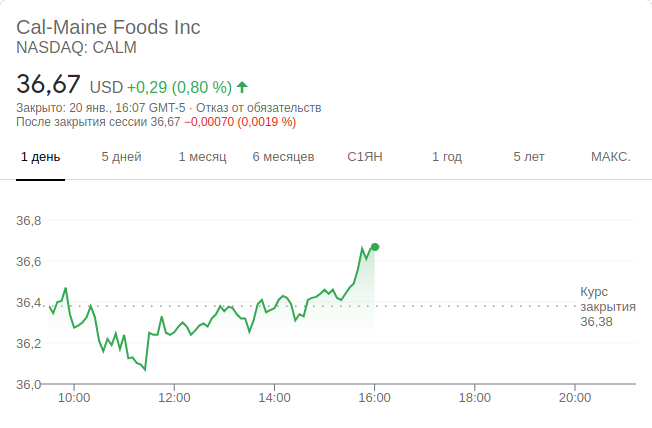 Cal-Maine Foods Inc
NASDAQ: CALM
36,67 USD +0,29 (0,80 %)
Закрыто: 20 янв., 16:07 GMT-5 · Отказ от обязательств
После закрытия сессии 36,67 −0,00070 (0,0019 %)
1 день 5 дней 1 месяц 6 месяцев С1ЯН 1 год 5 лет МАКС.
36,8
36,6
36,4
36,2
36,0
Курс
закрытия
36,38
10:00 12:00 14:00 16:00 18:00 20:00